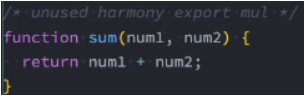 /* unused harmony export mul */
function sum(num1, num2) {
  return num1 + num2;
}